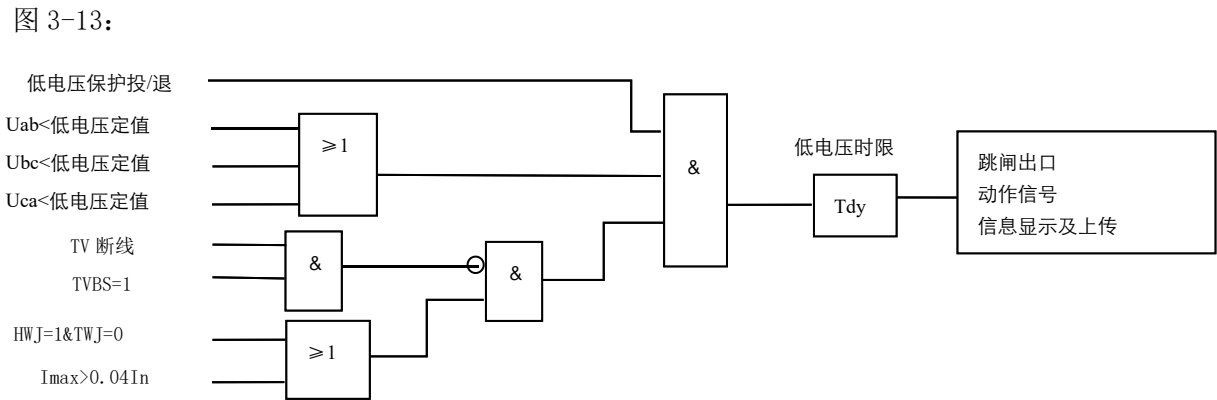 图 3-13：
低电压保护投/退
Uab<低电压定值
Ubc<低电压定值
Uca<低电压定值
≥1
&
低电压时限
Tdy
跳闸出口
动作信号
信息显示及上传
TV 断线
TVBS=1
&
&
HWJ=1&TWJ=0
Imax>0.04In
≥1